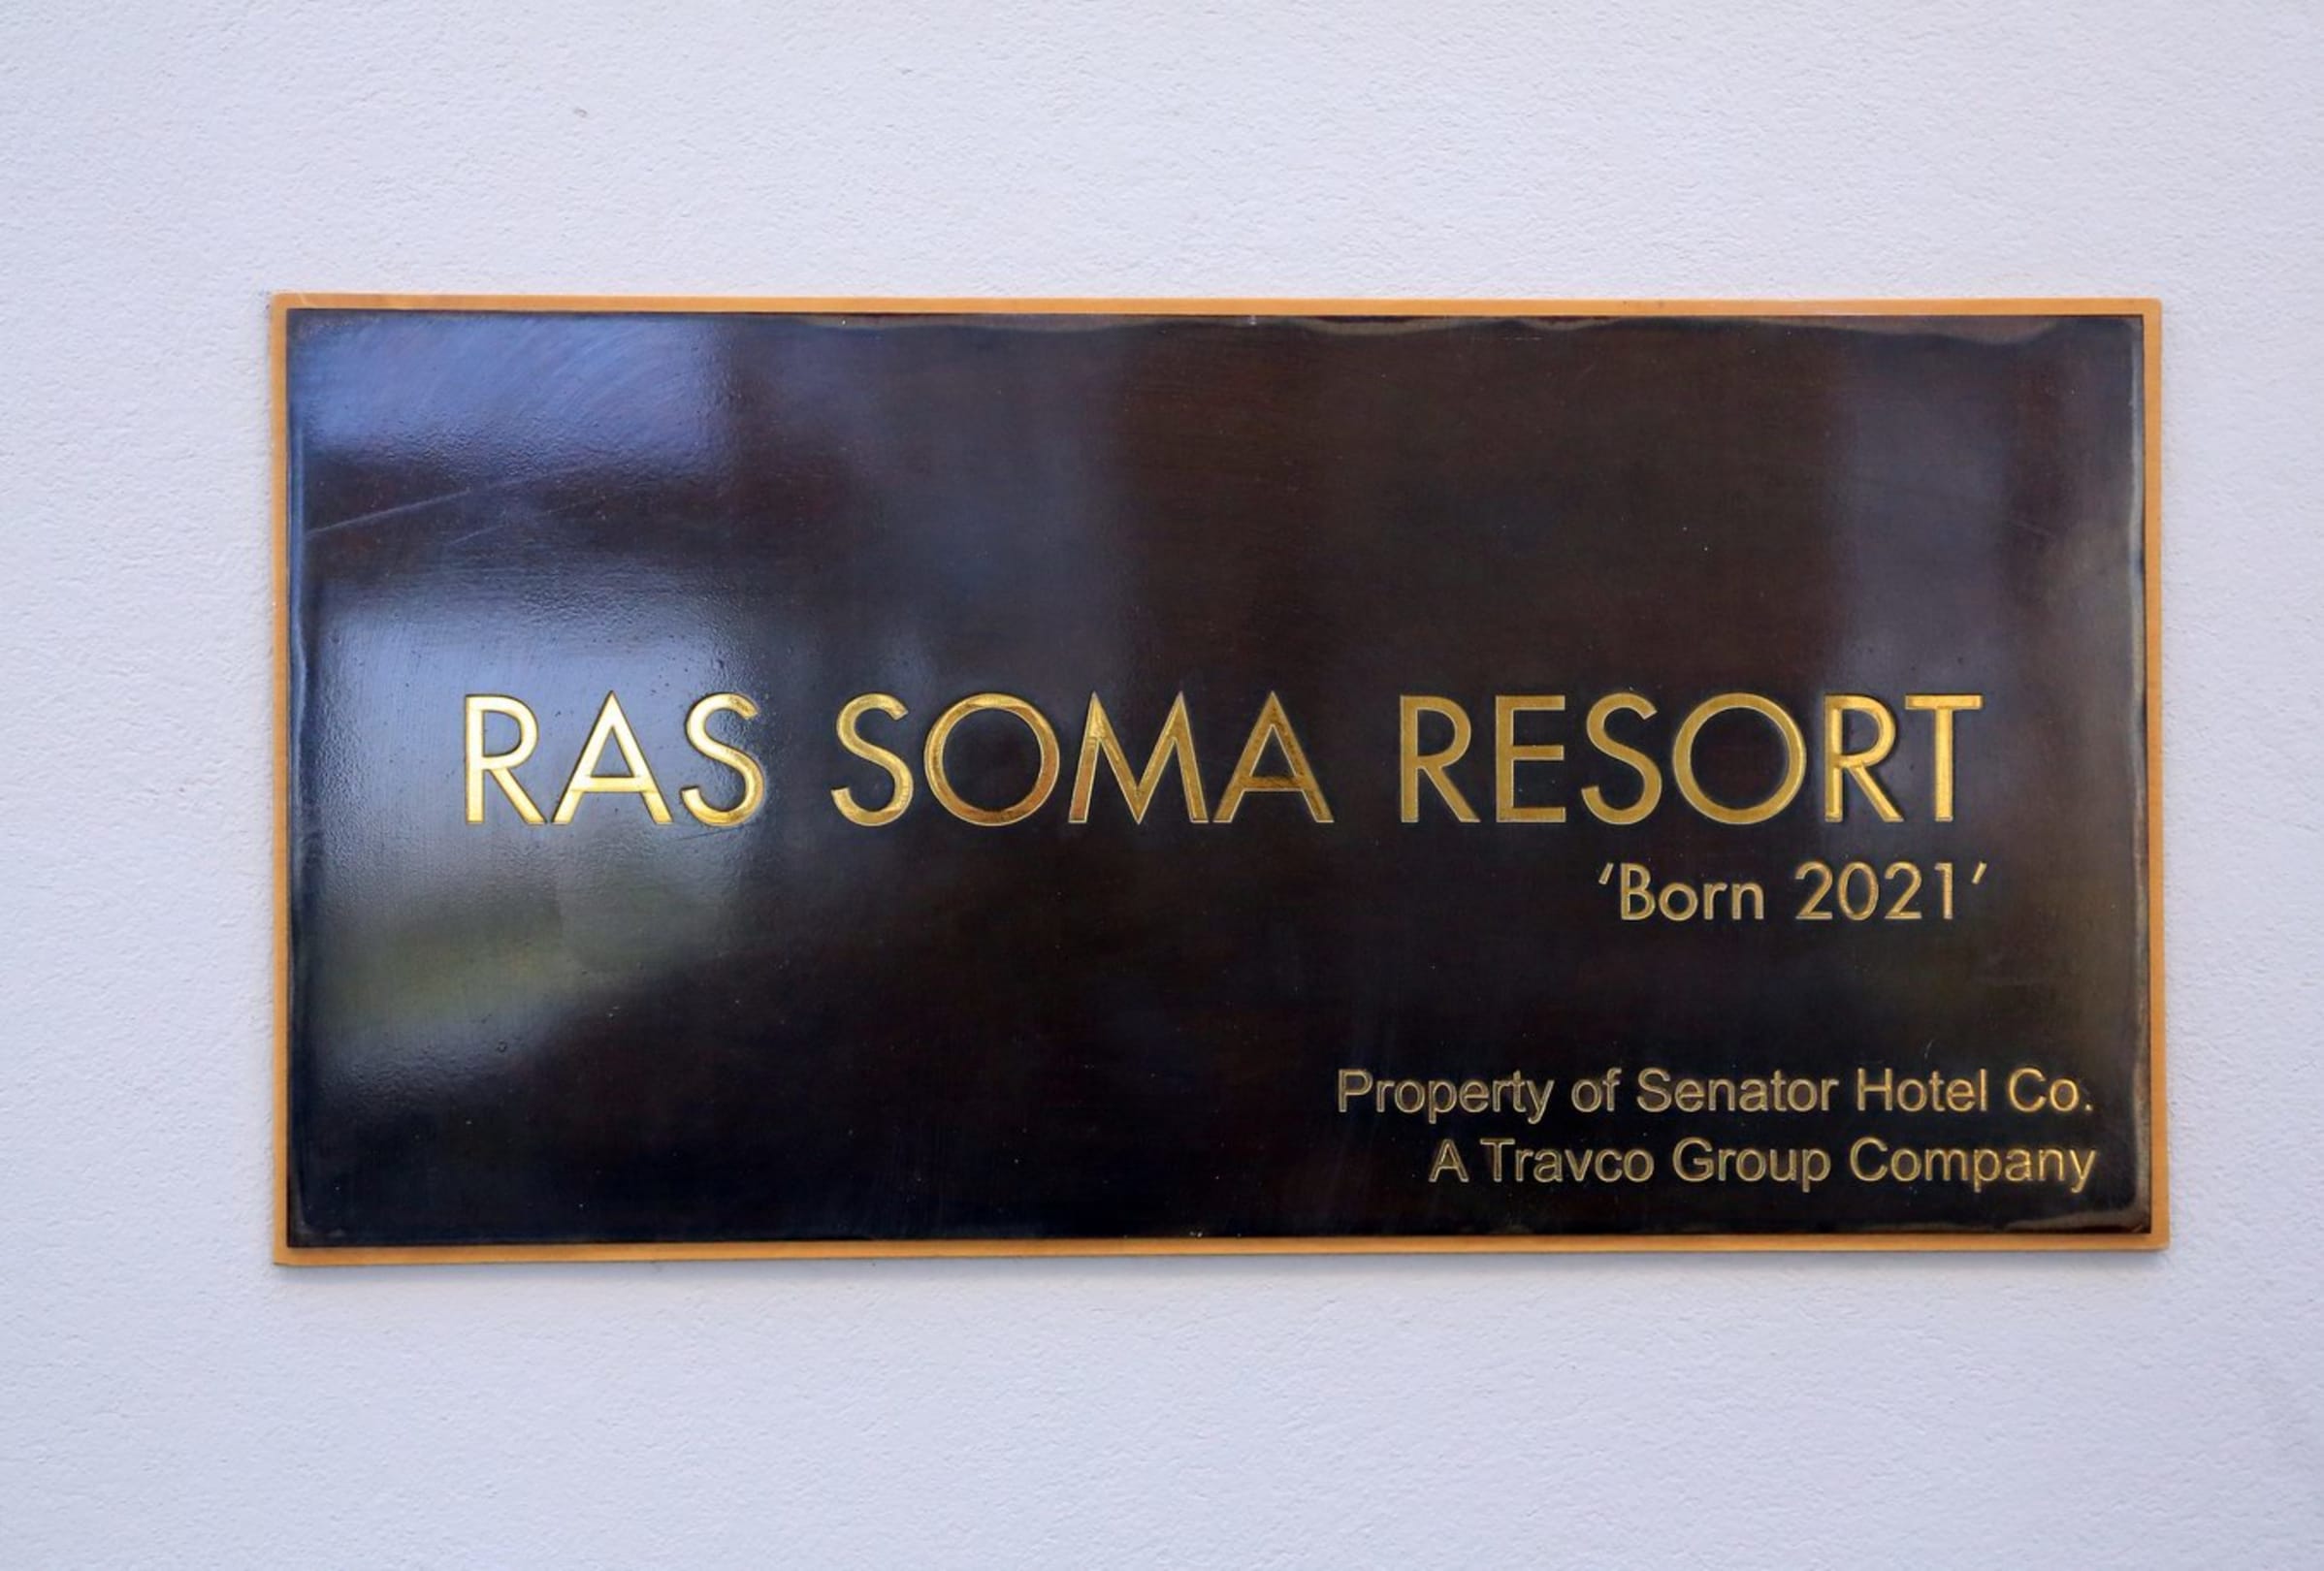 RAS SOMA RESORT
‘Born 2021’
Property of Senator Hotel Co.
A Travco Group Company